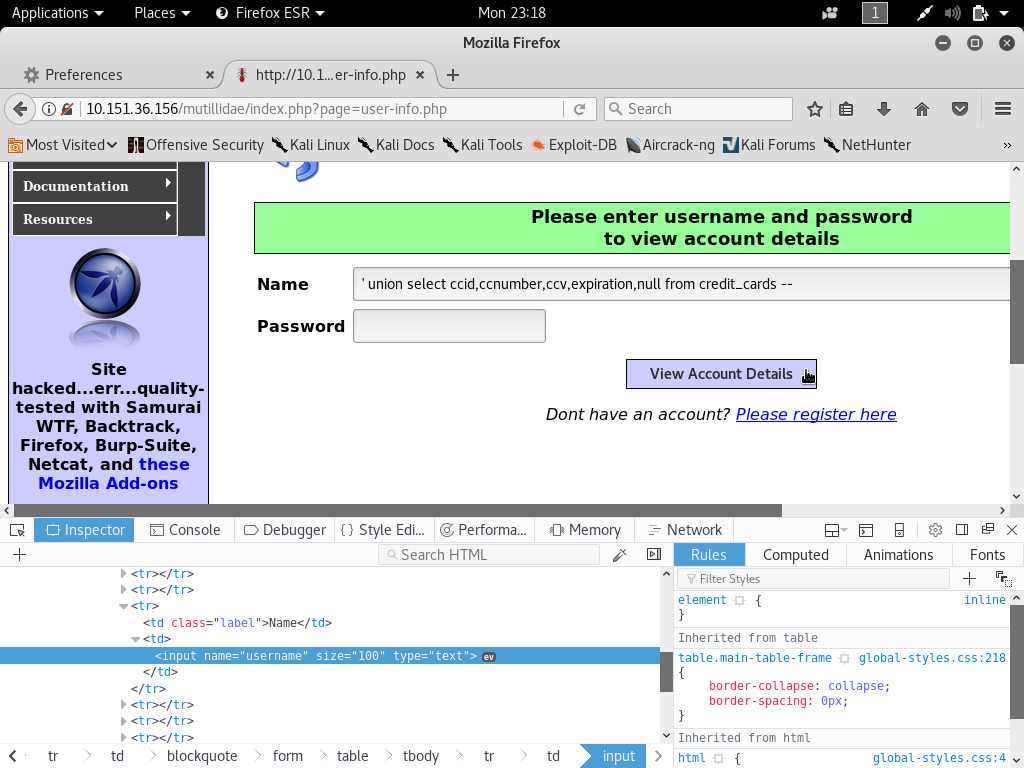 Applications Places Firefox ESR Mon 23:18 1
Mozilla Firefox
Preferences http://10.1...er-info.php
10.151.36.156/mutillidae/index.php?page=user-info.php Search
Most Visited Offensive Security Kali Linux Kali Docs Kali Tools Exploit-DB Aircrack-ng Kali Forums NetHunter »
Documentation
Resources
Site
hacked...err...quality-
tested with Samurai
WTF, Backtrack,
Firefox, Burp-Suite,
Netcat, and these
Mozilla Add-ons
Please enter username and password
to view account details
Name ' union select ccid,ccnumber,ccv,expiration,null from credit_cards --
Password
View Account Details
Dont have an account? Please register here
Inspector Console Debugger { } Style Edi... Performa... Memory Network
+ Search HTML
<tr></tr>
<tr></tr>
<tr>
<td class="label">Name</td>
<td>
<input name="username" size="100" type="text"> ev
</td>
</tr>
<tr></tr>
<tr></tr>
<tr></tr>
tr td blockquote form table tbody tr td input
Rules Computed Animations Fonts
Filter Styles +
element { inline
}
Inherited from table
table.main-table-frame global-styles.css:218
{
border-collapse: collapse;
border-spacing: 0px;
}
Inherited from html
html { global-styles.css:4